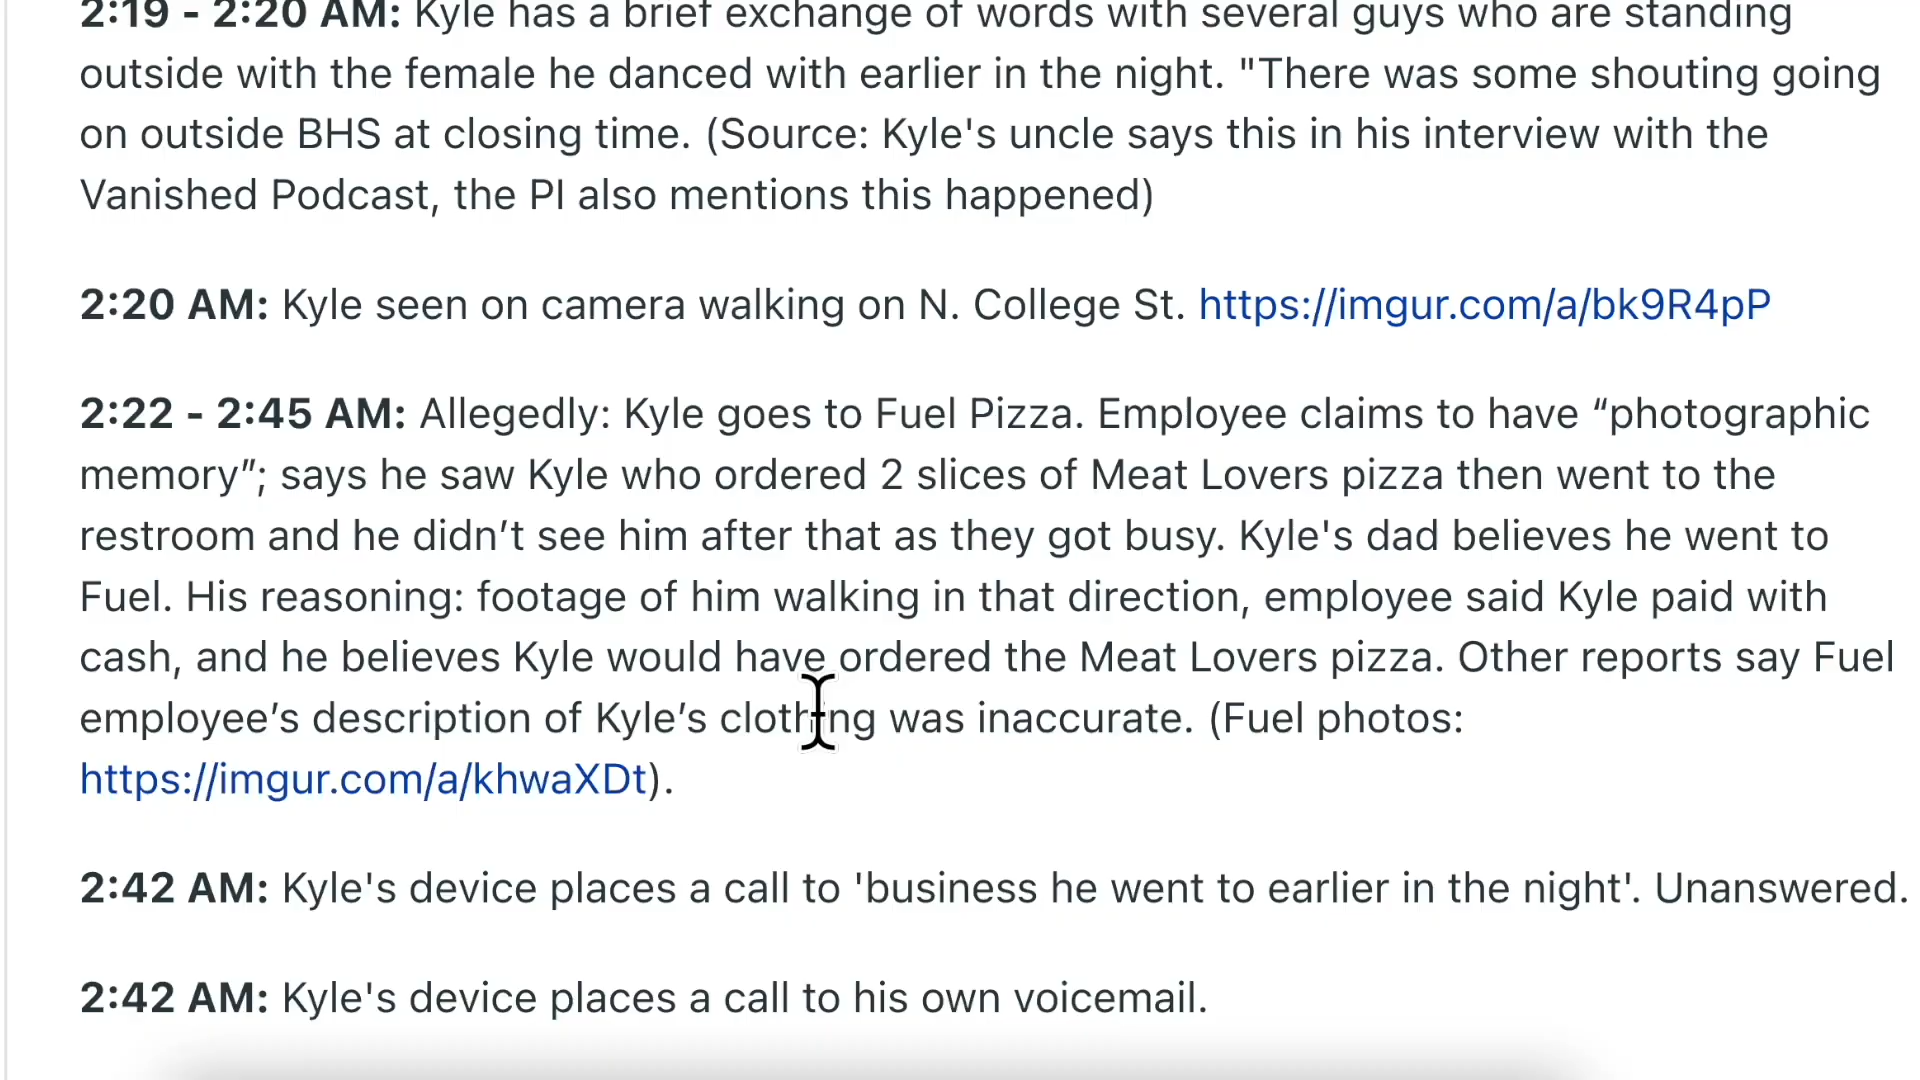 2:19 - 2:20 AM: Kyle has a brief exchange of words with several guys who are standing
outside with the female he danced with earlier in the night. "There was some shouting going
on outside BHS at closing time. (Source: Kyle's uncle says this in his interview with the
Vanished Podcast, the PI also mentions this happened)
2:20 AM: Kyle seen on camera walking on N. College St. https://imgur.com/a/bk9R4pP
2:22 - 2:45 AM: Allegedly: Kyle goes to Fuel Pizza. Employee claims to have “photographic
memory”; says he saw Kyle who ordered 2 slices of Meat Lovers pizza then went to the
restroom and he didn’t see him after that as they got busy. Kyle's dad believes he went to
Fuel. His reasoning: footage of him walking in that direction, employee said Kyle paid with
cash, and he believes Kyle would have ordered the Meat Lovers pizza. Other reports say Fuel
employee’s description of Kyle’s clothing was inaccurate. (Fuel photos:
https://imgur.com/a/khwaXDt).
2:42 AM: Kyle's device places a call to 'business he went to earlier in the night'. Unanswered.
2:42 AM: Kyle's device places a call to his own voicemail.